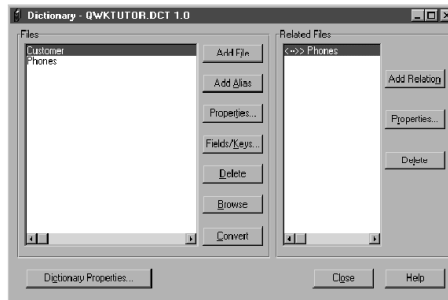 Dictionary - QWKTUTOR.DCT 1.0
Files
Customer
Phones
Add File
Add Alias
Properties...
Fields/Keys...
Delete
Browse
Convert
Related Files
<-->> Phones
Add Relation
Properties...
Delete
Dictionary Properties...
Close
Help